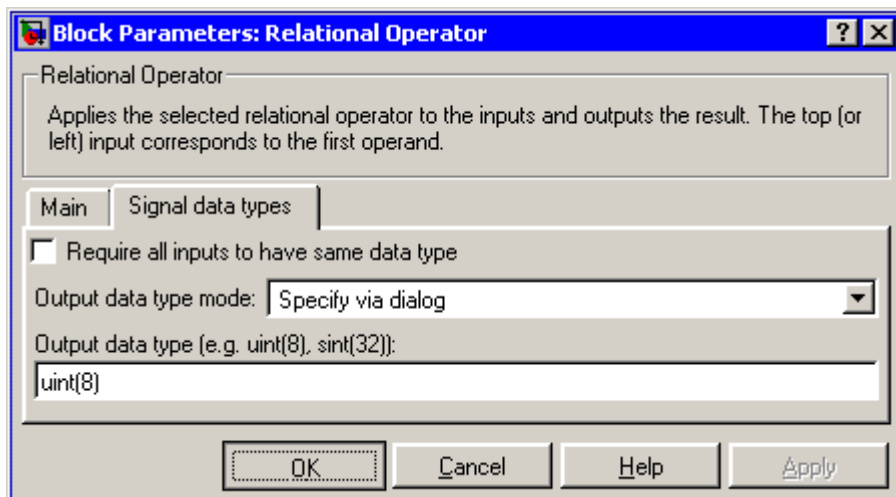 Block Parameters: Relational Operator
Relational Operator
Applies the selected relational operator to the inputs and outputs the result. The top (or
left) input corresponds to the first operand.
Main Signal data types
Require all inputs to have same data type
Output data type mode: Specify via dialog
Output data type (e.g. uint(8), sint(32)):
uint(8)
OK Cancel Help Apply